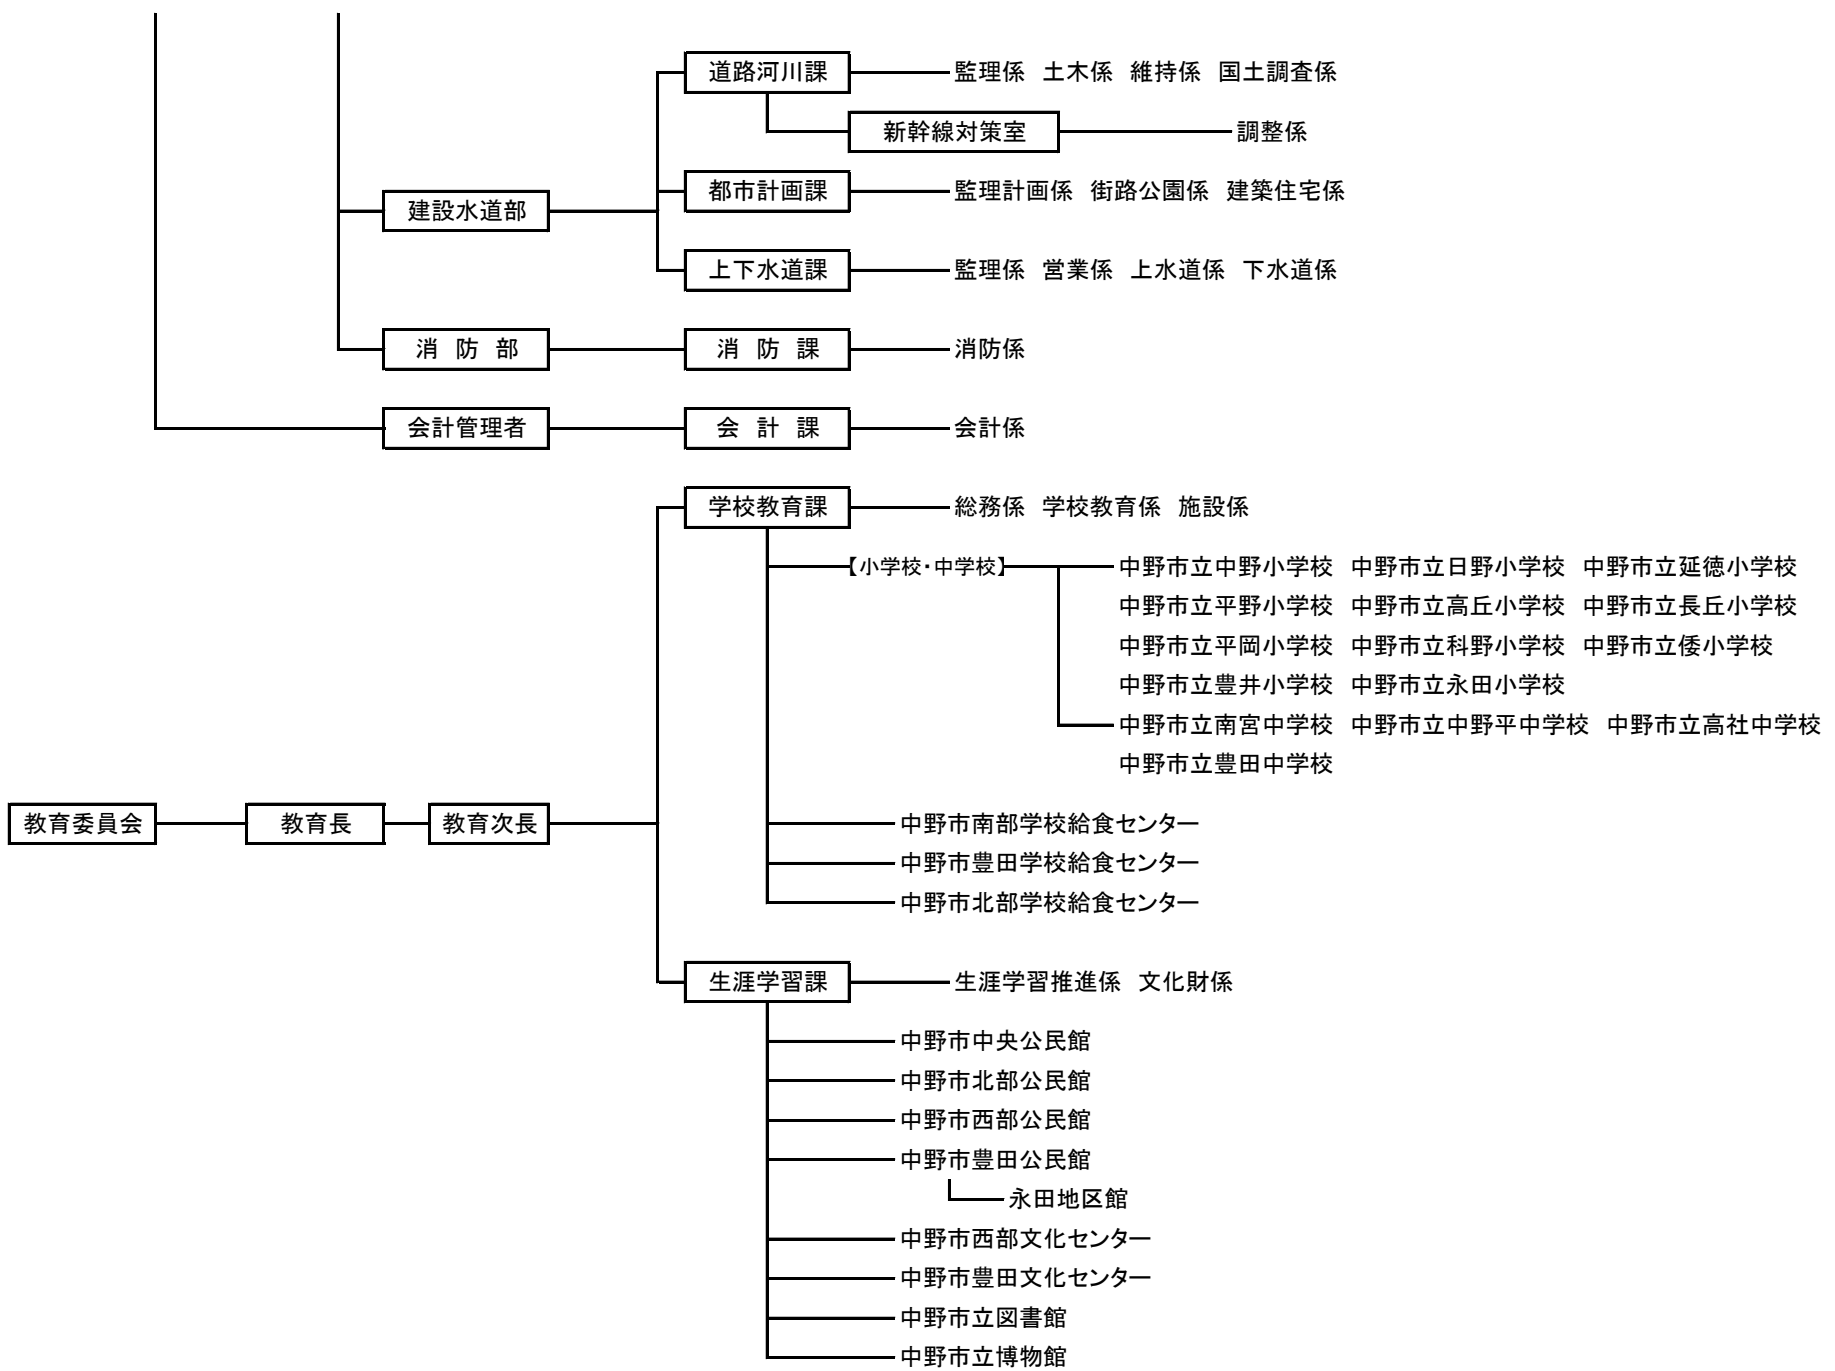 道路河川課 監理係 土木係 維持係 国土調査係
新幹線対策室 調整係
都市計画課 監理計画係 街路公園係 建築住宅係
建設水道部
上下水道課 監理係 営業係 上水道係 下水道係
消 防 部 消 防 課 消防係
会計管理者 会 計 課 会計係
学校教育課 総務係 学校教育係 施設係
【小学校・中学校】 中野市立中野小学校 中野市立日野小学校 中野市立延徳小学校
中野市立平野小学校 中野市立高丘小学校 中野市立長丘小学校
中野市立平岡小学校 中野市立科野小学校 中野市立倭小学校
中野市立豊井小学校 中野市立永田小学校
中野市立南宮中学校 中野市立中野平中学校 中野市立高社中学校
中野市立豊田中学校
教育委員会 教育長 教育次長 中野市南部学校給食センター
中野市豊田学校給食センター
中野市北部学校給食センター
生涯学習課 生涯学習推進係 文化財係
中野市中央公民館
中野市北部公民館
中野市西部公民館
中野市豊田公民館
永田地区館
中野市西部文化センター
中野市豊田文化センター
中野市立図書館
中野市立博物館